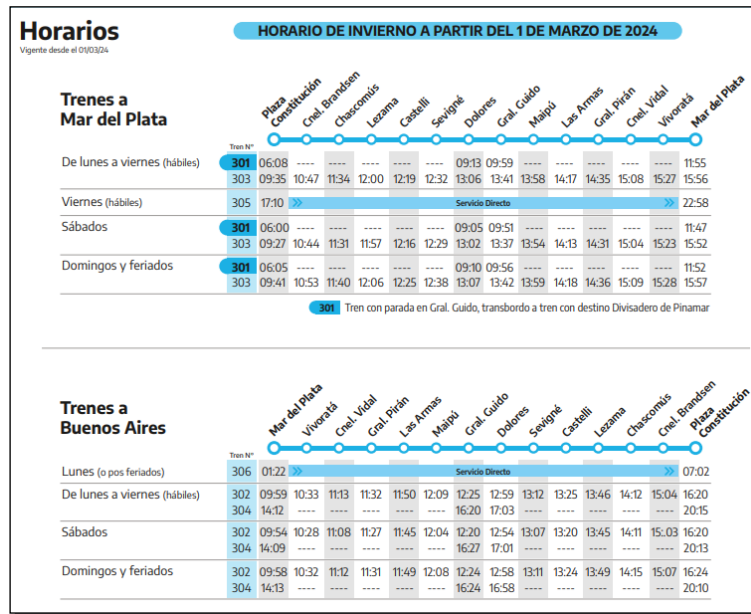 Horarios
Vigente desde el 01/03/24
HORARIO DE INVIERNO A PARTIR DEL 1 DE MARZO DE 2024
Trenes a
Mar del Plata
Tren N° Plaza Constitución Cnel. Brandsen Chascomús Lezama Castelli Sevigné Dolores Gral. Guido Maipú Las Armas Gral. Pirán Cnel. Vidal Vivoratá Mar del Plata
De lunes a viernes (hábiles) 301 06:08 ---- ---- ---- ---- ---- 09:13 09:59 ---- ---- ---- ---- ---- 11:55
303 09:35 10:47 11:34 12:00 12:19 12:32 13:06 13:41 13:58 14:17 14:35 15:08 15:27 15:56
Viernes (hábiles) 305 17:10 Servicio Directo 22:58
Sábados 301 06:00 ---- ---- ---- ---- ---- 09:05 09:51 ---- ---- ---- ---- ---- 11:47
303 09:27 10:44 11:31 11:57 12:16 12:29 13:02 13:37 13:54 14:13 14:31 15:04 15:23 15:52
Domingos y feriados 301 06:05 ---- ---- ---- ---- ---- 09:10 09:56 ---- ---- ---- ---- ---- 11:52
303 09:41 10:53 11:40 12:06 12:25 12:38 13:07 13:42 13:59 14:18 14:36 15:09 15:28 15:57
301 Tren con parada en Gral. Guido, transbordo a tren con destino Divisadero de Pinamar
Trenes a
Buenos Aires
Tren N° Mar del Plata Vivoratá Cnel. Vidal Gral. Pirán Las Armas Maipú Gral. Guido Dolores Sevigné Castelli Lezama Chascomús Cnel. Brandsen Plaza Constitución
Lunes (o pos feriados) 306 01:22 Servicio Directo 07:02
De lunes a viernes (hábiles) 302 09:59 10:33 11:13 11:32 11:50 12:09 12:25 12:59 13:12 13:25 13:46 14:12 15:04 16:20
304 14:12 ---- ---- ---- ---- ---- 16:20 17:03 ---- ---- ---- ---- ---- 20:15
Sábados 302 09:54 10:28 11:08 11:27 11:45 12:04 12:20 12:54 13:07 13:20 13:45 14:11 15:03 16:20
304 14:09 ---- ---- ---- ---- ---- 16:27 17:01 ---- ---- ---- ---- ---- 20:13
Domingos y feriados 302 09:58 10:32 11:12 11:31 11:49 12:08 12:24 12:58 13:11 13:24 13:49 14:15 15:07 16:24
304 14:13 ---- ---- ---- ---- ---- 16:24 16:58 ---- ---- ---- ---- ---- 20:10